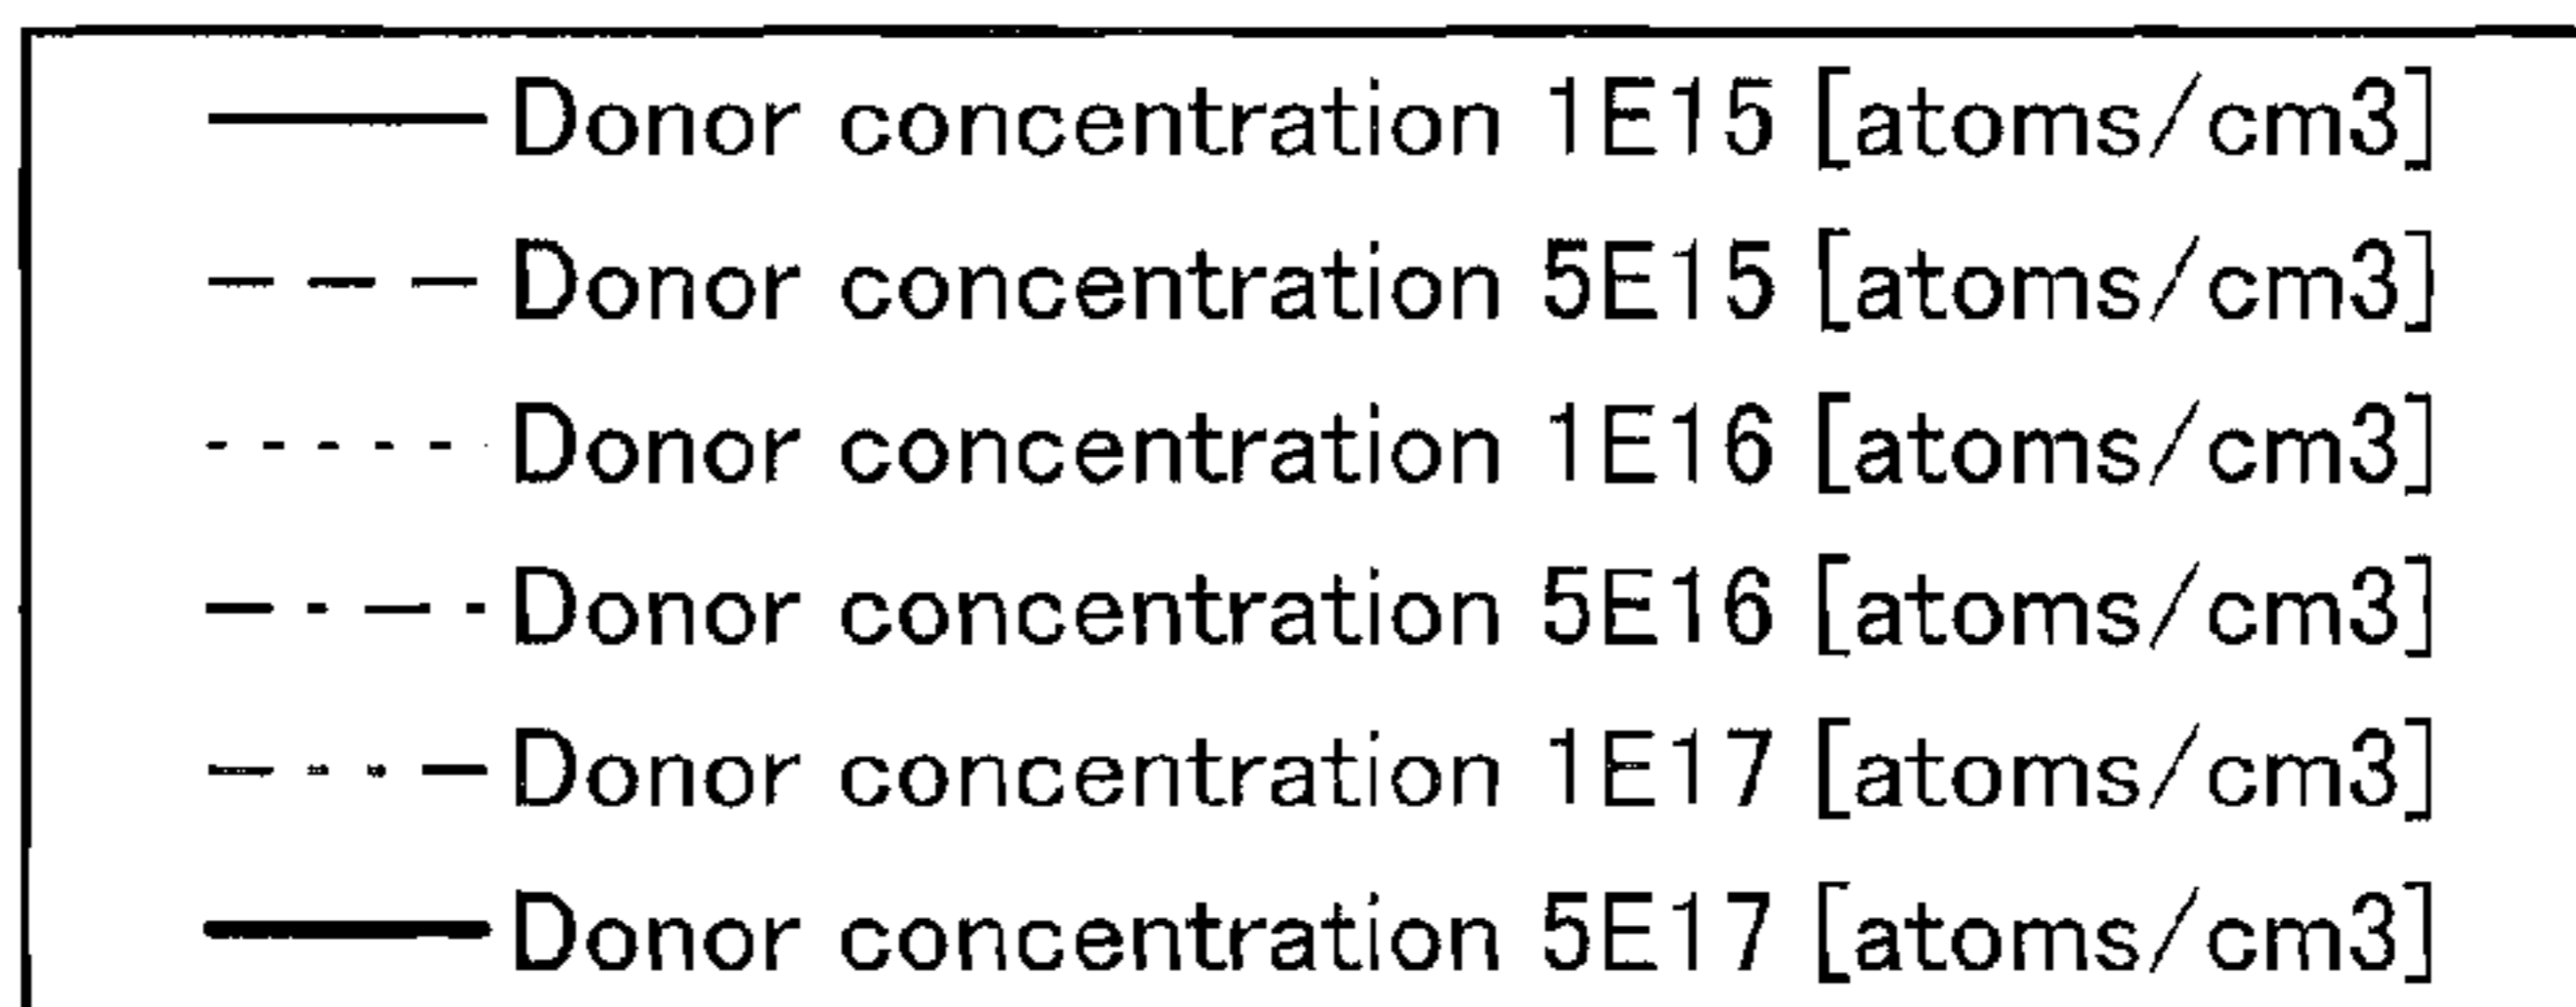 Donor concentration 1E15 [atoms/cm3]
Donor concentration 5E15 [atoms/cm3]
Donor concentration 1E16 [atoms/cm3]
Donor concentration 5E16 [atoms/cm3]
Donor concentration 1E17 [atoms/cm3]
Donor concentration 5E17 [atoms/cm3]